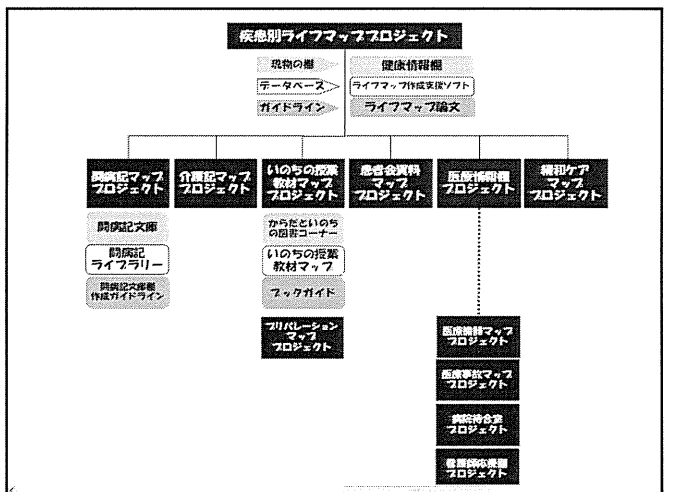 疾患別ライフマッププロジェクト
現物の棚
健康情報棚
データベース
ライフマップ作成支援ソフト
ガイドライン
ライフマップ論文
闘病記マップ
プロジェクト
介護記マップ
プロジェクト
いのちの授業
教材マップ
プロジェクト
患者会資料
マップ
プロジェクト
医療情報棚
プロジェクト
緩和ケア
マップ
プロジェクト
闘病記文庫
闘病記
ライブラリー
闘病記文庫棚
作成ガイドライン
からだといのち
の図書コーナー
いのちの授業
教材マップ
ブックガイド
プリパレーション
マップ
プロジェクト
医療情報マップ
プロジェクト
医療事故マップ
プロジェクト
病院待合室
プロジェクト
プロジェクト